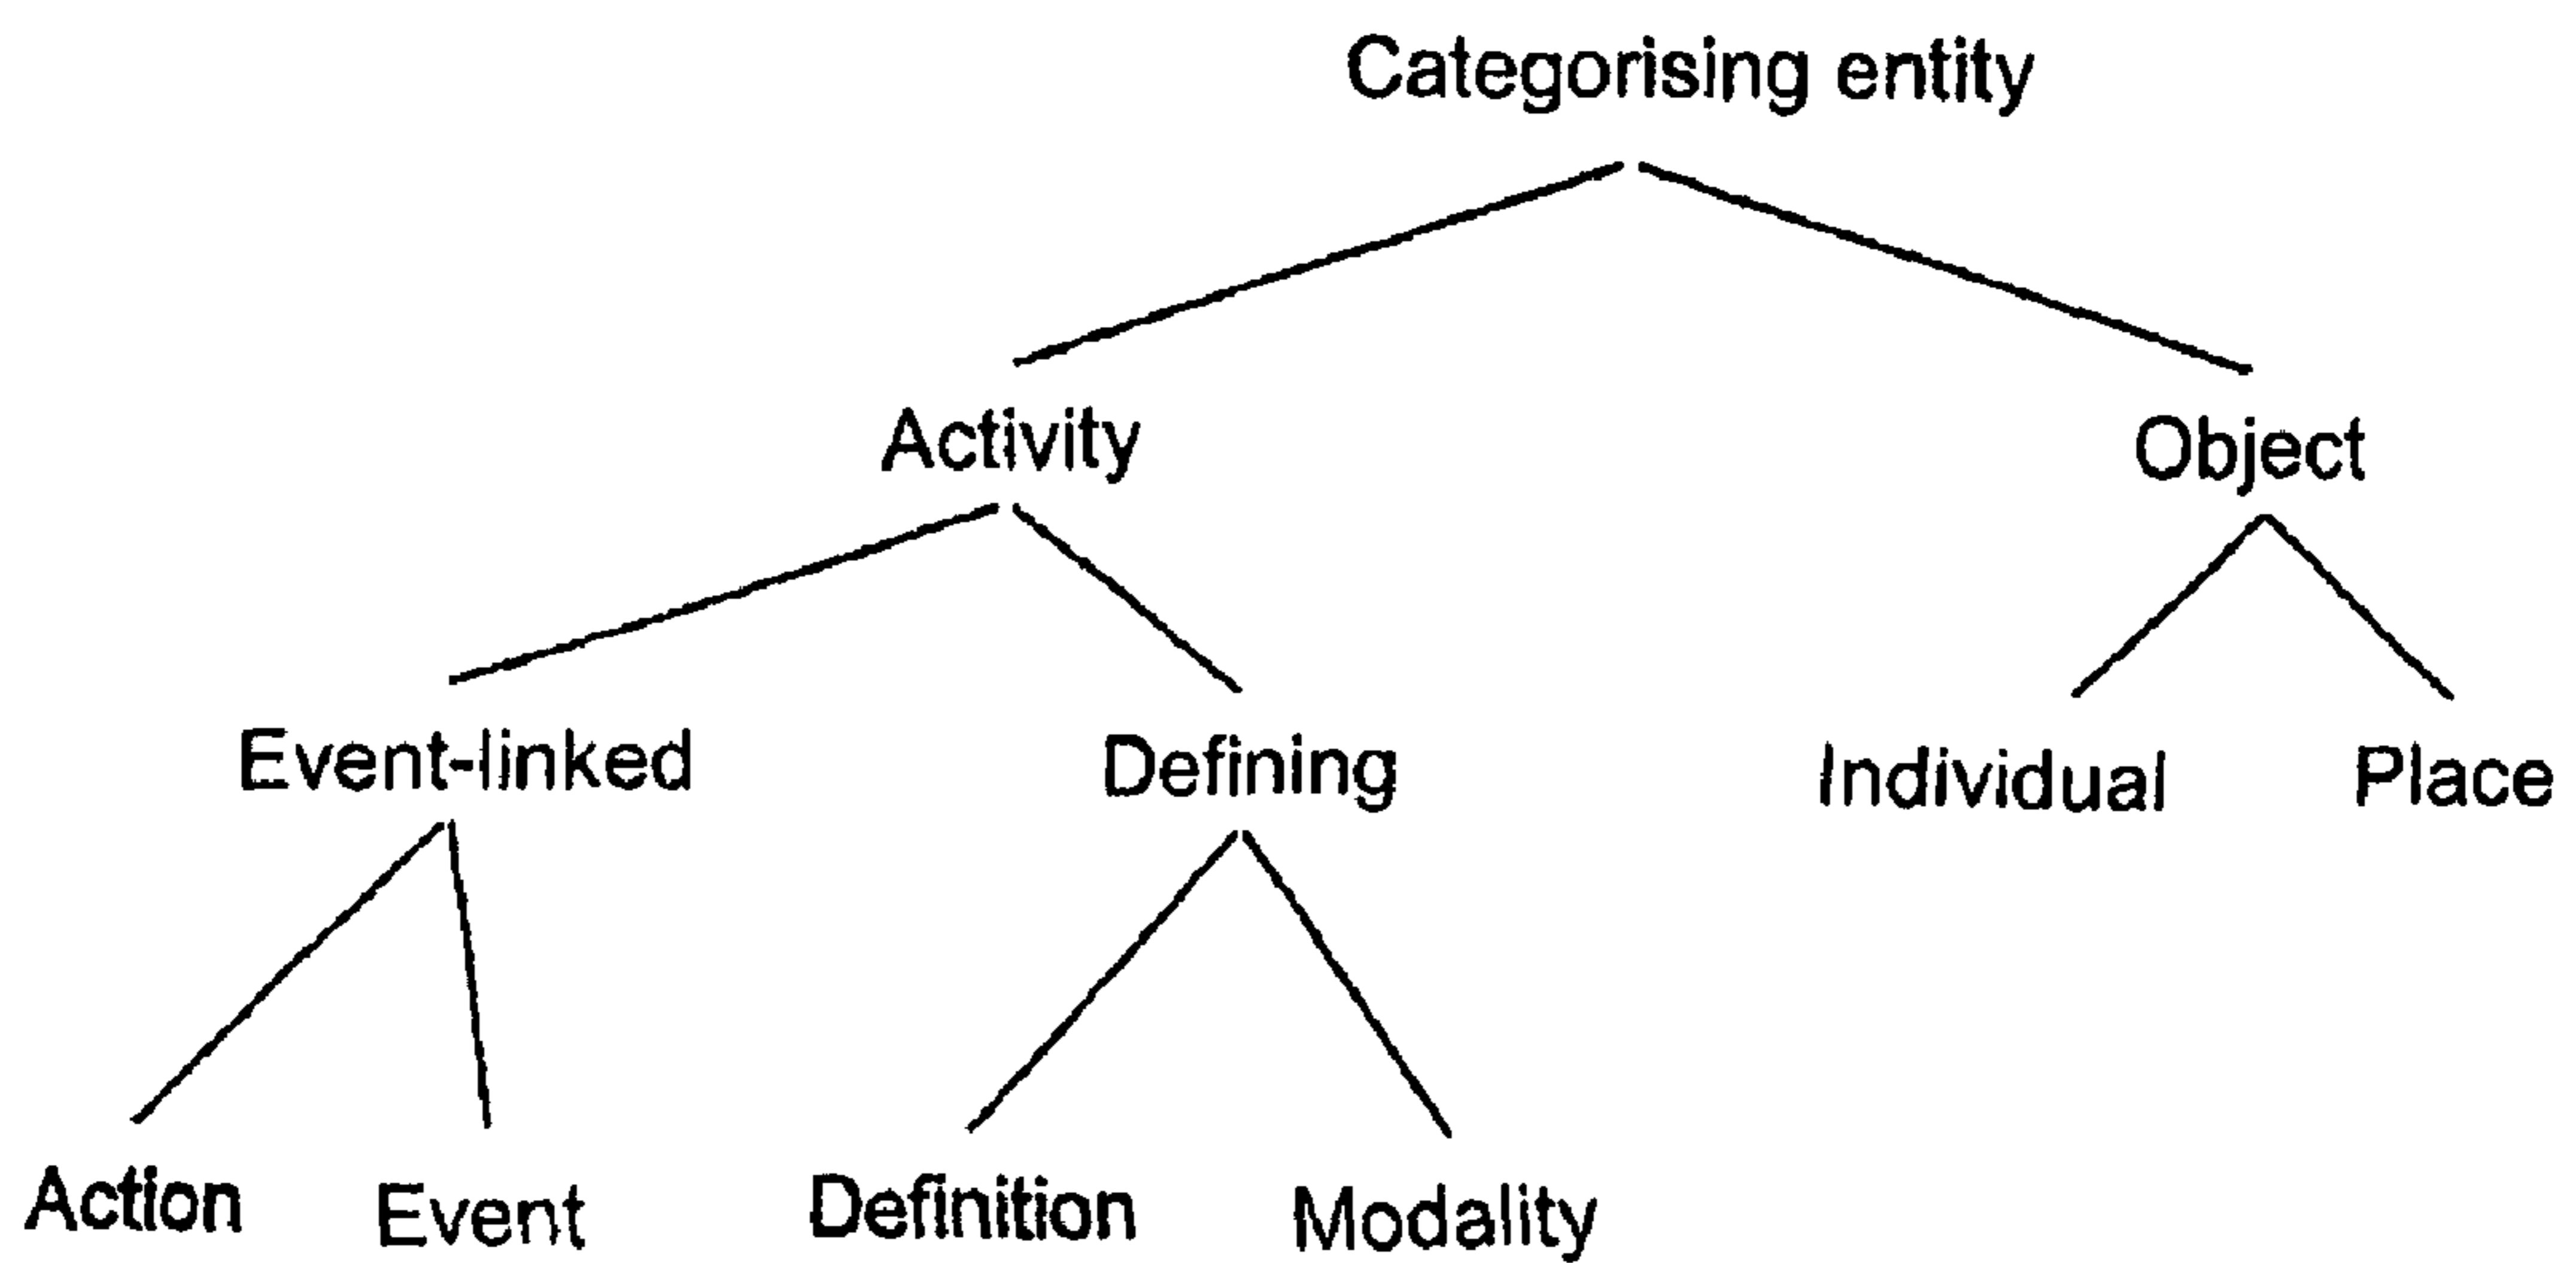 Categorising entity
Activity
Object
Event-linked
Defining
Individual
Place
Action
Event
Definition
Modality